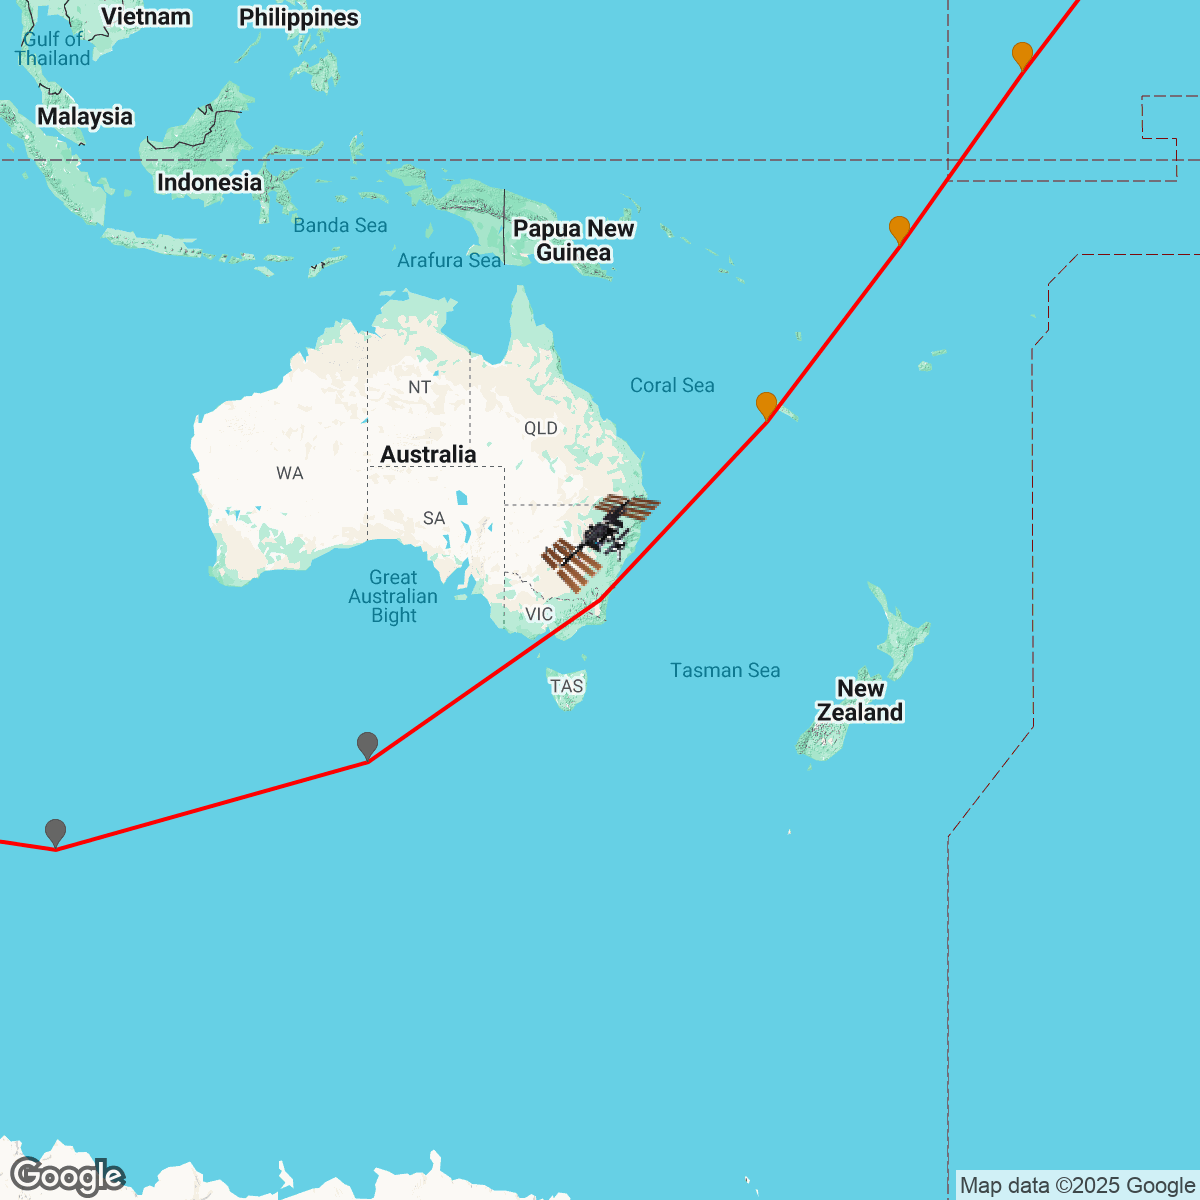 Vietnam
Philippines
Gulf of
Thailand
Malaysia
Indonesia
Banda Sea
Papua New
Guinea
Arafura Sea
NT
Coral Sea
QLD
Australia
WA
SA
Great
Australian
Bight
VIC
Tasman Sea
TAS
New
Zealand
Google
Map data ©2025 Google